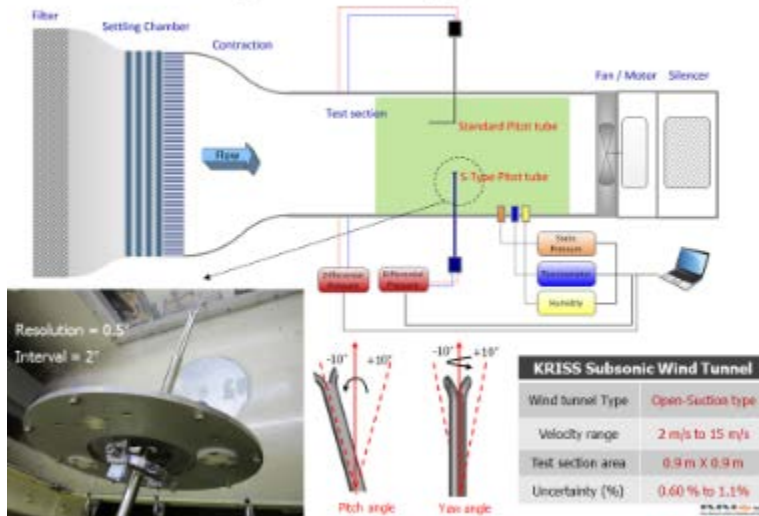 Filter
Settling Chamber
Contraction
Fan / Motor
Silencer
Test section
Standard Pitot tube
Flow
S-Type Pitot tube
Differential
Pressure
Differential
Pressure
Static
Pressure
Thermometer
Humidity
Resolution = 0.5°
Interval = 2°
-10°
+10°
-10°
+10°
Pitch angle
Yaw angle
KRISS Subsonic Wind Tunnel
Wind tunnel Type
Open-Suction type
Velocity range
2 m/s to 15 m/s
Test section area
0.9 m X 0.9 m
Uncertainty (%)
0.60 % to 1.1%